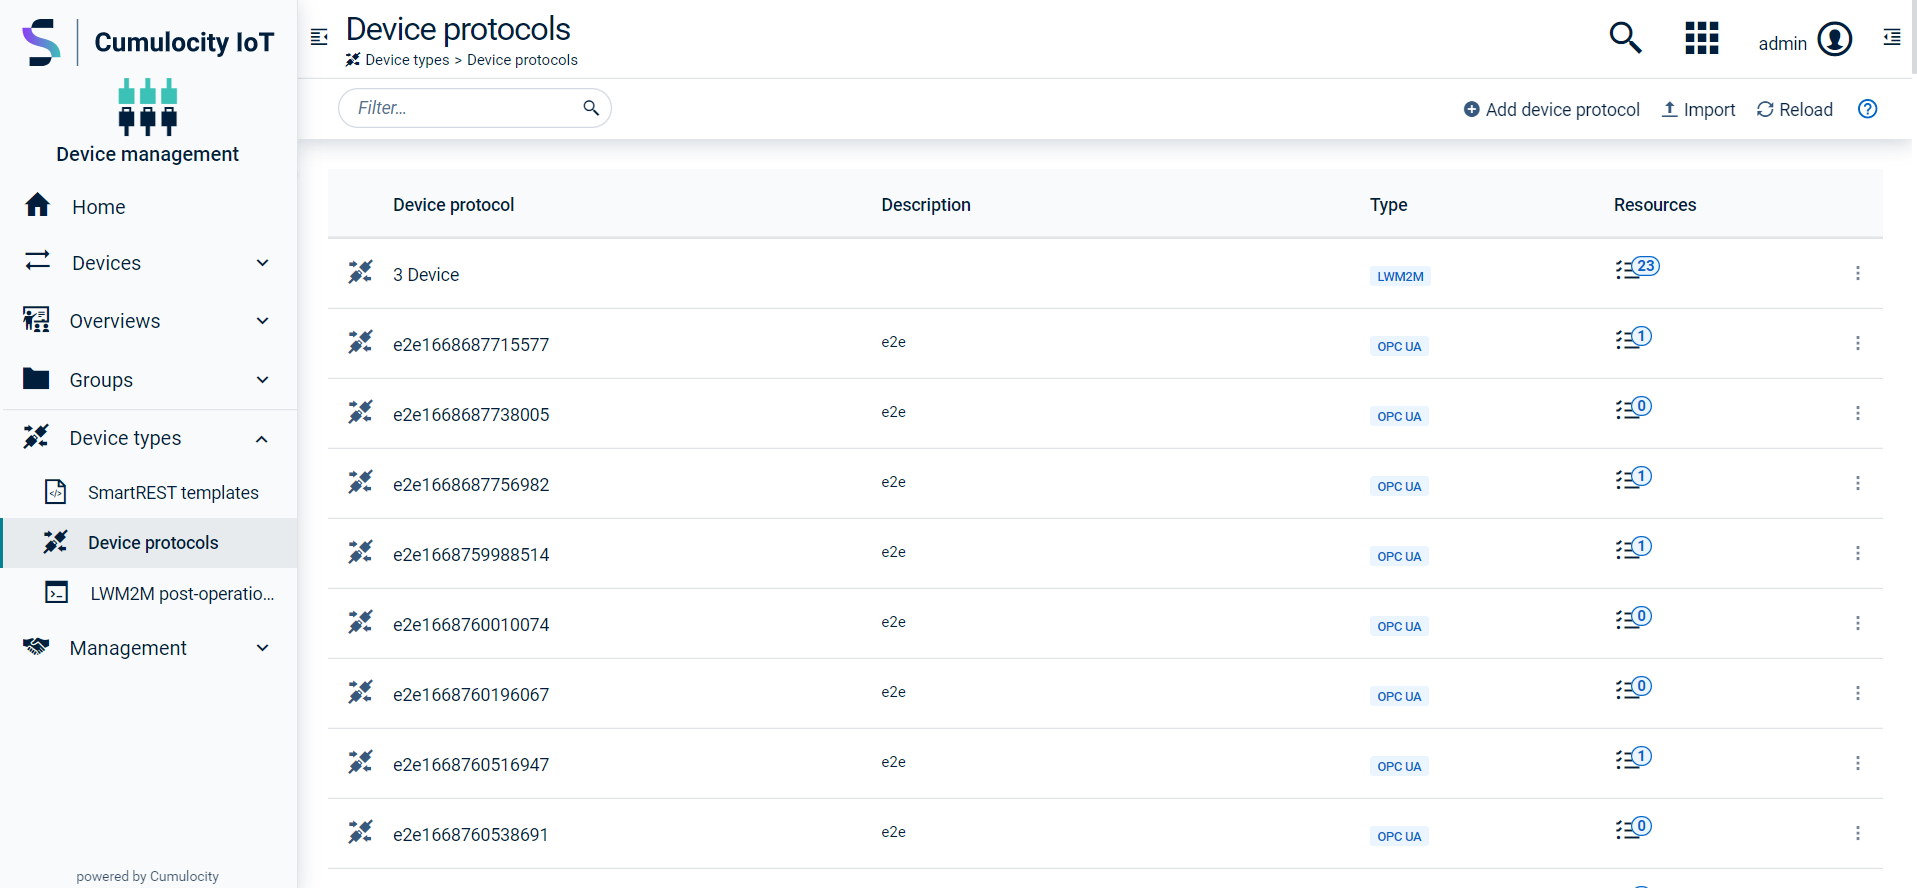 Cumulocity IoT
Device management
Home
Devices
Overviews
Groups
Device types
SmartREST templates
Device protocols
LWM2M post-operatio...
Management
powered by Cumulocity
Device protocols
Device types > Device protocols
admin
Filter...
Add device protocol Import Reload
Device protocol Description Type Resources
3 Device LWM2M 23
e2e1668687715577 e2e OPC UA 1
e2e1668687738005 e2e OPC UA 0
e2e1668687756982 e2e OPC UA 1
e2e1668759988514 e2e OPC UA 1
e2e1668760010074 e2e OPC UA 0
e2e1668760196067 e2e OPC UA 0
e2e1668760516947 e2e OPC UA 1
e2e1668760538691 e2e OPC UA 0